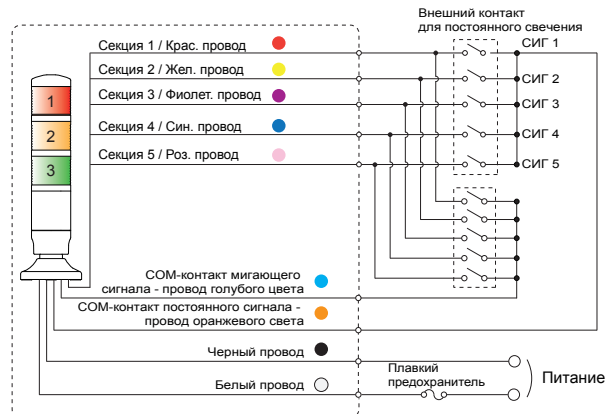 Внешний контакт
для постоянного свечения
Секция 1 / Крас. провод
СИГ 1
Секция 2 / Жел. провод
СИГ 2
Секция 3 / Фиолет. провод
СИГ 3
Секция 4 / Син. провод
СИГ 4
Секция 5 / Роз. провод
СИГ 5
1
2
3
COM-контакт мигающего
сигнала - провод голубого цвета
COM-контакт постоянного сигнала -
провод оранжевого света
Черный провод
Белый провод
Плавкий
предохранитель
Питание